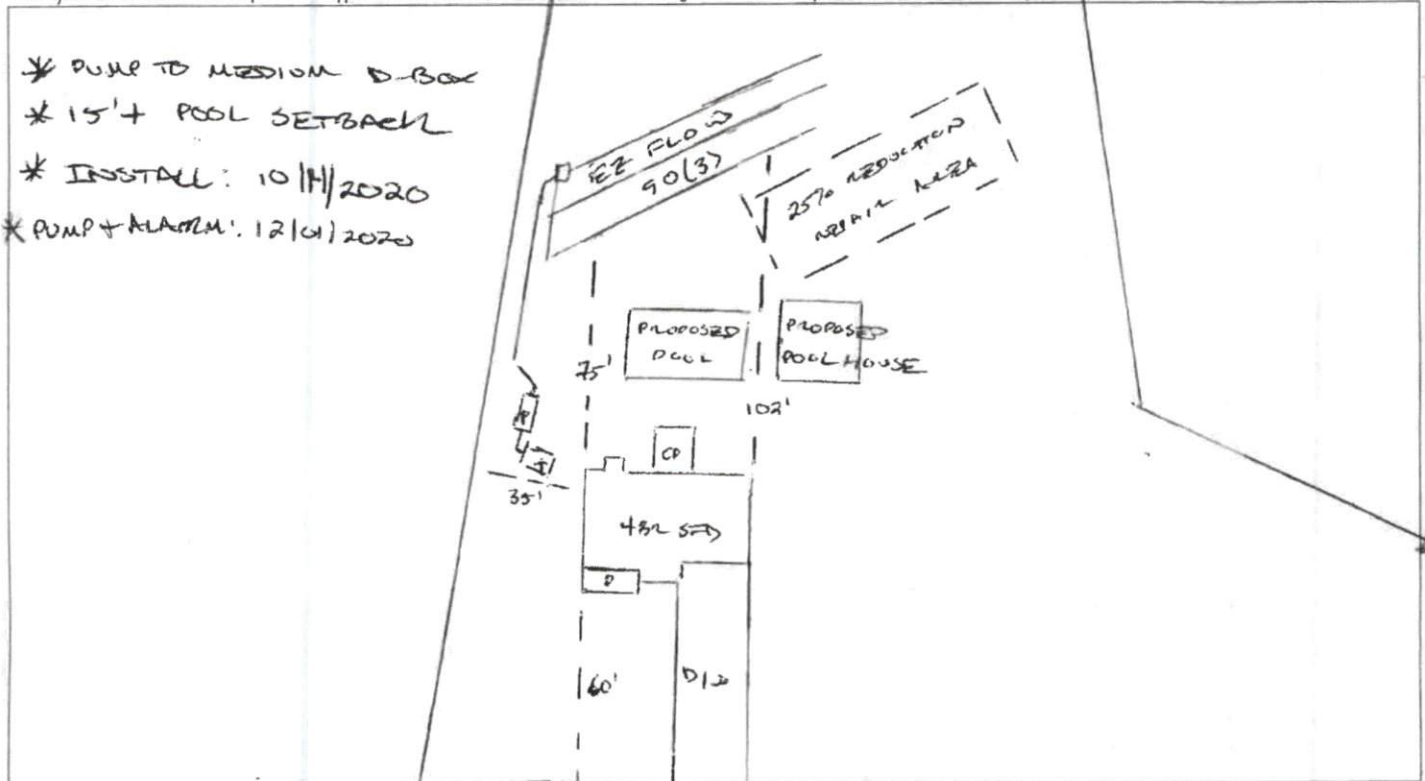 * PUMP TO MEDIUM D-BOX
* 15'+ POOL SETBACK
* INSTALL: 10/14/2020
* PUMP + ALARM: 12/01/2020
EZ FLOW
90(3)
25% REDUCTION
REPAIR AREA
PROPOSED
POOL
PROPOSED
POOL HOUSE
75'
102'
CP
35'
4BR SFD
P
60'
D/W